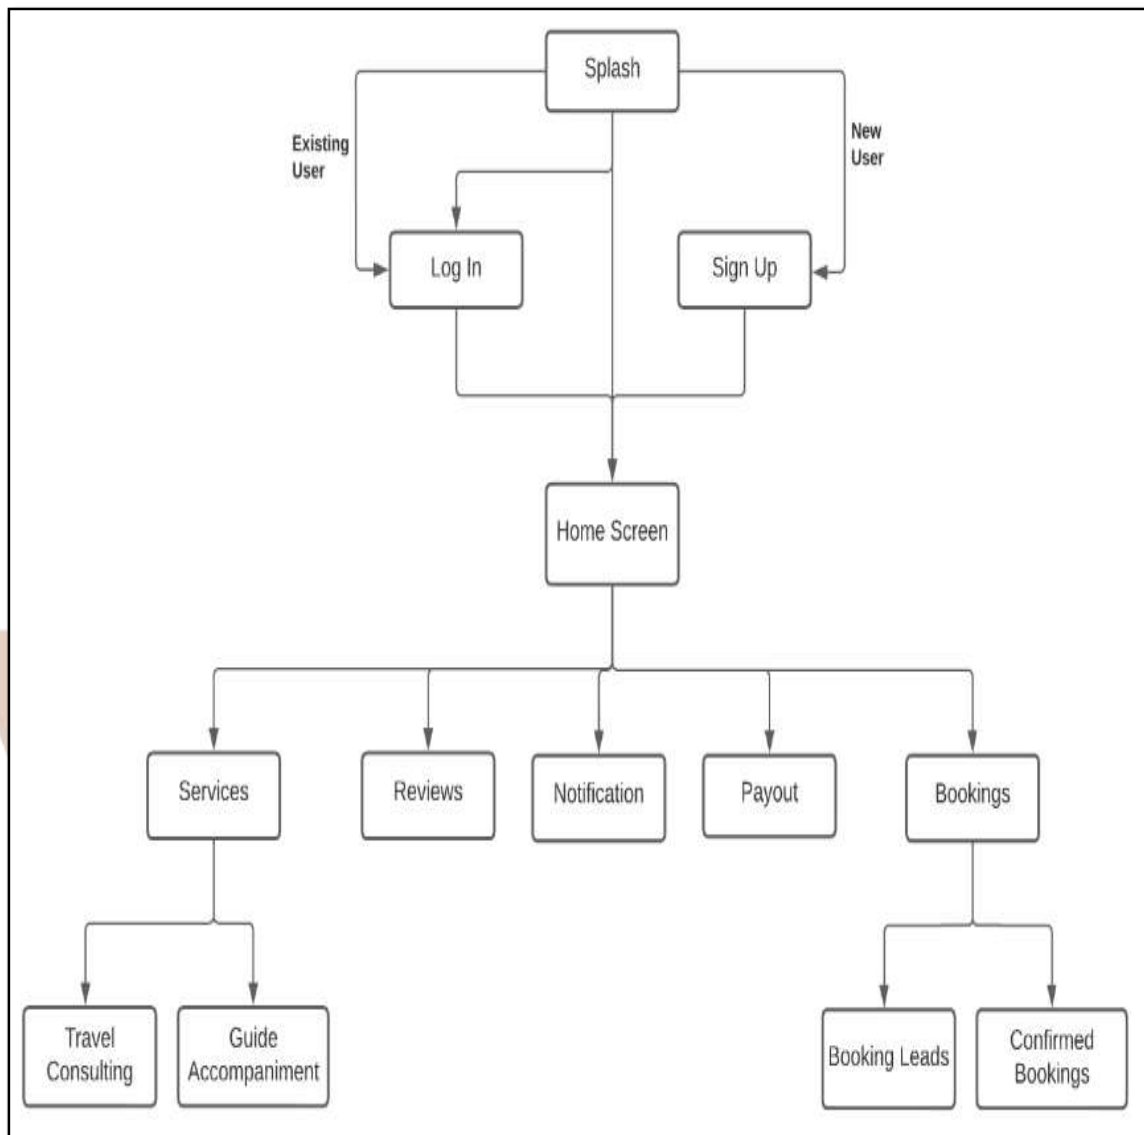 Splash
Existing
User
New
User
Log In
Sign Up
Home Screen
Services
Reviews
Notification
Payout
Bookings
Travel
Consulting
Guide
Accompaniment
Booking Leads
Confirmed
Bookings